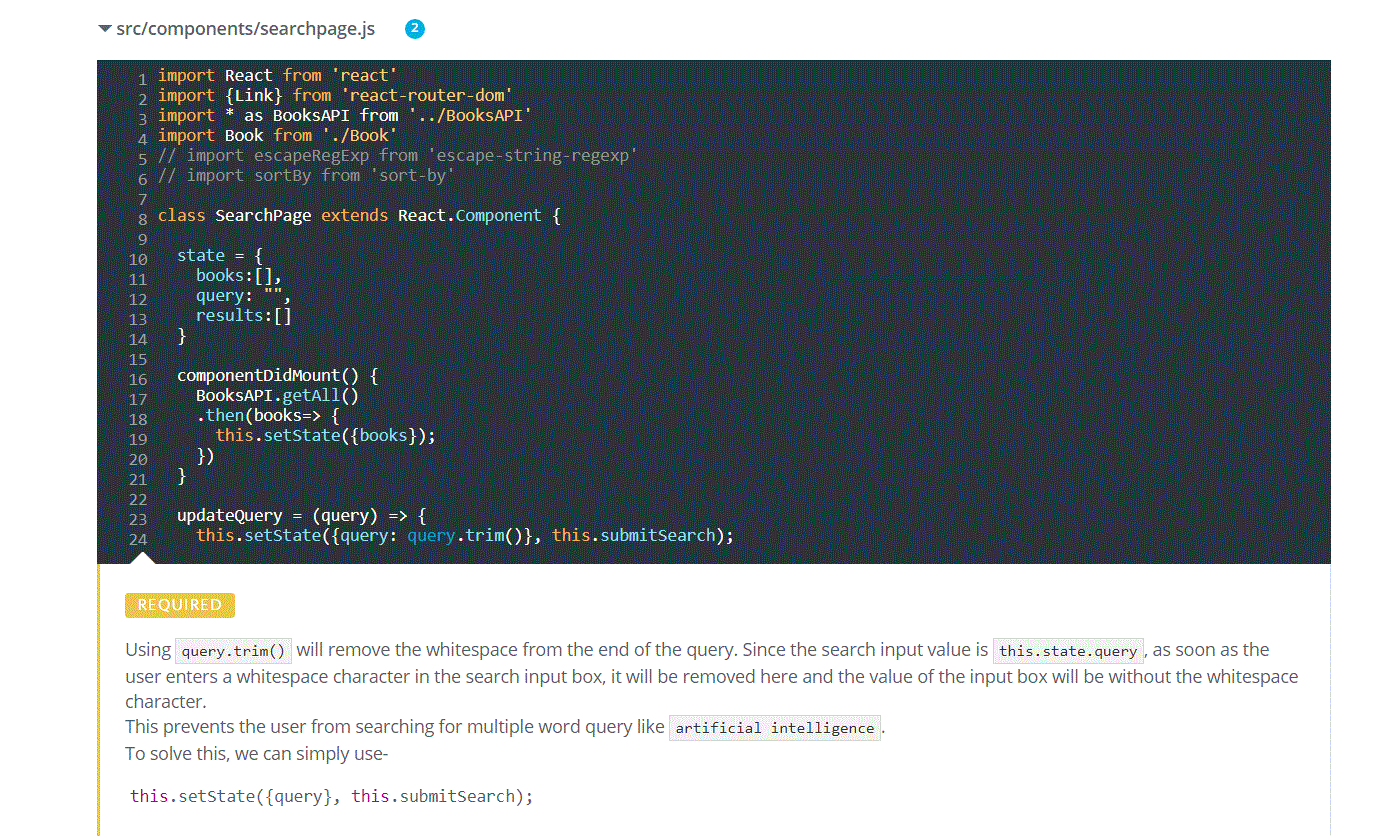 src/components/searchpage.js 2
1 import React from 'react'
2 import {Link} from 'react-router-dom'
3 import * as BooksAPI from '../BooksAPI'
4 import Book from './Book'
5 // import escapeRegExp from 'escape-string-regexp'
6 // import sortBy from 'sort-by'
7
8 class SearchPage extends React.Component {
9
10 state = {
11 books:[],
12 query: "",
13 results:[]
14 }
15
16 componentDidMount() {
17 BooksAPI.getAll()
18 .then(books=> {
19 this.setState({books});
20 })
21 }
22
23 updateQuery = (query) => {
24 this.setState({query: query.trim()}, this.submitSearch);
REQUIRED
Using query.trim() will remove the whitespace from the end of the query. Since the search input value is this.state.query, as soon as the
user enters a whitespace character in the search input box, it will be removed here and the value of the input box will be without the whitespace
character.
This prevents the user from searching for multiple word query like artificial intelligence.
To solve this, we can simply use-
this.setState({query}, this.submitSearch);